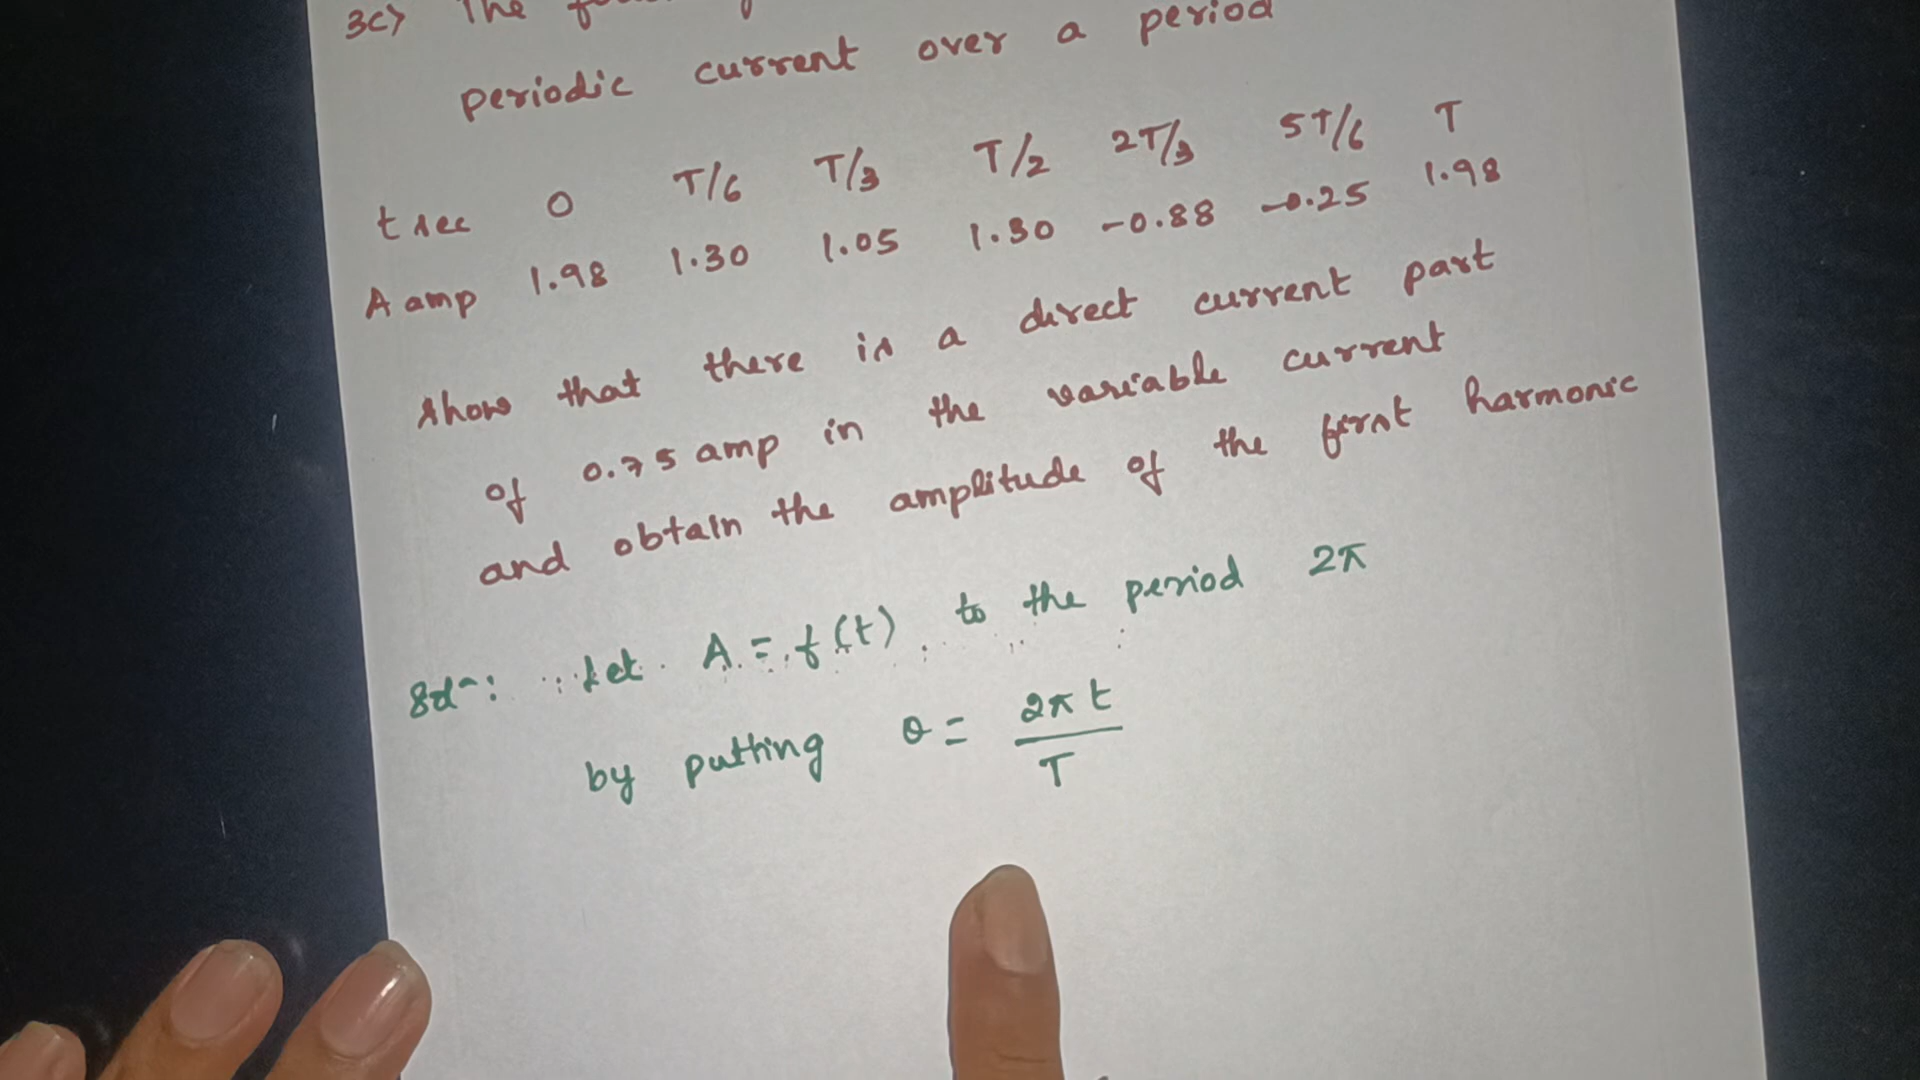 3c) The
periodic current over a period
t sec 0 T/6 T/3 T/2 2T/3 5T/6 T
A amp 1.98 1.30 1.05 1.30 -0.88 -0.25 1.98
show that there is a direct current part
of 0.75 amp in the variable current
and obtain the amplitude of the first harmonic
Sol^n: Let A = f(t) to the period 2π
by putting θ = 2πt/T